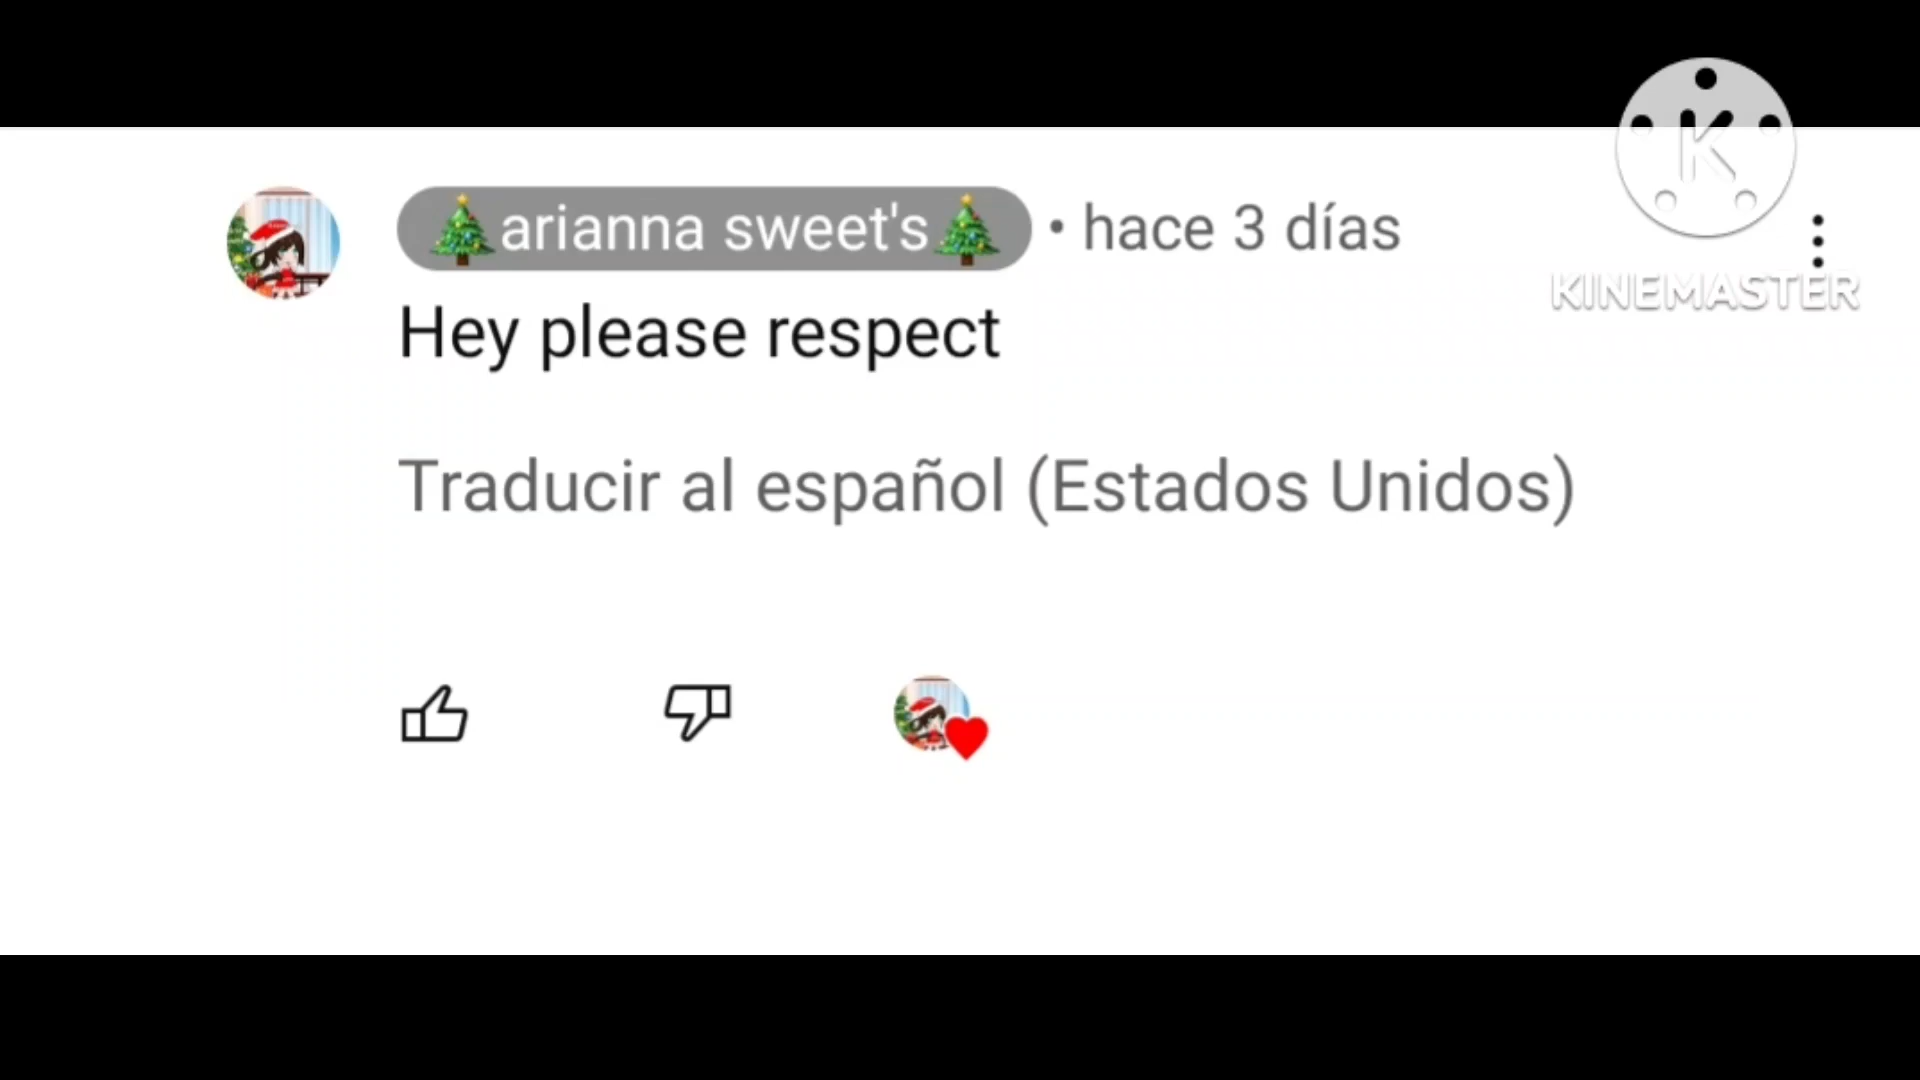 🎄arianna sweet's🎄 • hace 3 días
K
KINEMASTER
Hey please respect
Traducir al español (Estados Unidos)